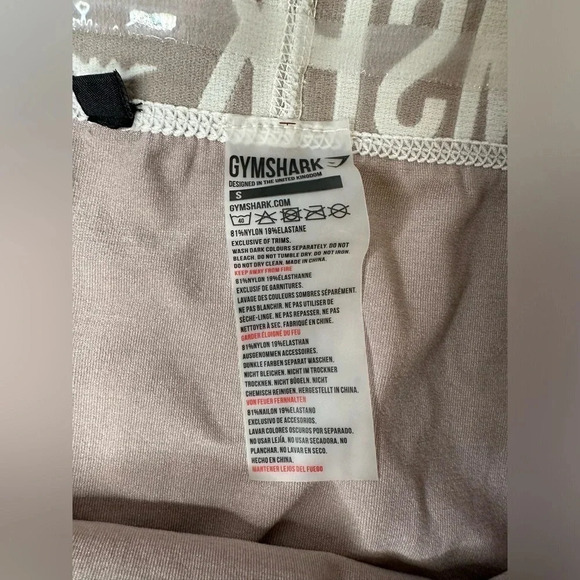 GYMSHARK
DESIGNED IN THE UNITED KINGDOM
S
GYMSHARK.COM
40
81%NYLON 19%ELASTANE
EXCLUSIVE OF TRIMS.
WASH DARK COLOURS SEPARATELY. DO NOT
BLEACH. DO NOT TUMBLE DRY. DO NOT IRON.
DO NOT DRY CLEAN. MADE IN CHINA.
KEEP AWAY FROM FIRE
81%NYLON 19%ELASTHANNE
EXCLUSIF DE GARNITURES.
LAVAGE DES COULEURS SOMBRES SÉPARÉMENT.
NE PAS BLANCHIR. NE PAS UTILISER DE
SÈCHE-LINGE. NE PAS REPASSER. NE PAS
NETTOYER À SEC. FABRIQUÉ EN CHINE.
GARDER ÉLOIGNÉ DU FEU
81%NYLON 19%ELASTHAN
AUSGENOMMEN ACCESSOIRES.
DUNKLE FARBEN SEPARAT WASCHEN.
NICHT BLEICHEN. NICHT IM TROCKNER
TROCKNEN. NICHT BÜGELN. NICHT
CHEMISCH REINIGEN. HERGESTELLT IN CHINA.
VON FEUER FERNHALTEN
81%NAILON 19%ELASTANO
EXCLUSIVO DE ACCESORIOS.
LAVAR COLORES OSCUROS POR SEPARADO.
NO USAR LEJÍA. NO USAR SECADORA. NO
PLANCHAR. NO LAVAR EN SECO.
HECHO EN CHINA.
MANTENER LEJOS DEL FUEGO